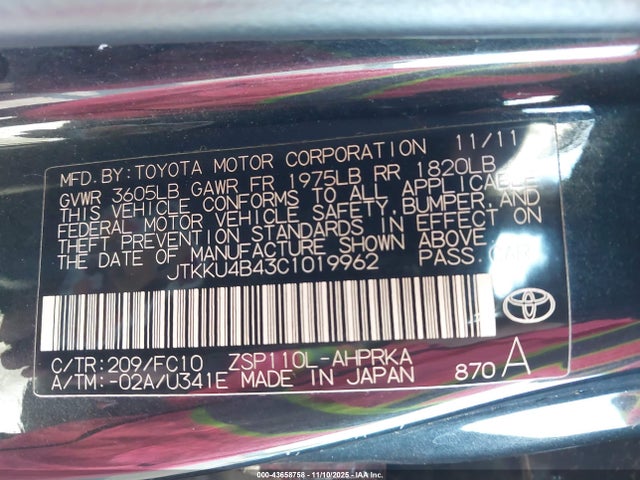 MFD. BY: TOYOTA MOTOR CORPORATION 11/11
GVWR 3605LB GAWR FR 1975LB RR 1820LB
THIS VEHICLE CONFORMS TO ALL APPLICABLE
FEDERAL MOTOR VEHICLE SAFETY, BUMPER, AND
THEFT PREVENTION STANDARDS IN EFFECT ON
THE DATE OF MANUFACTURE SHOWN ABOVE.
JTKKU4B43C1019962 PASS. CAR
C/TR: 209/FC10 ZSP110L-AHPRKA
A/TM: -02A/U341E MADE IN JAPAN 870 A
000-43658758 - 11/10/2025 - IAA Inc.